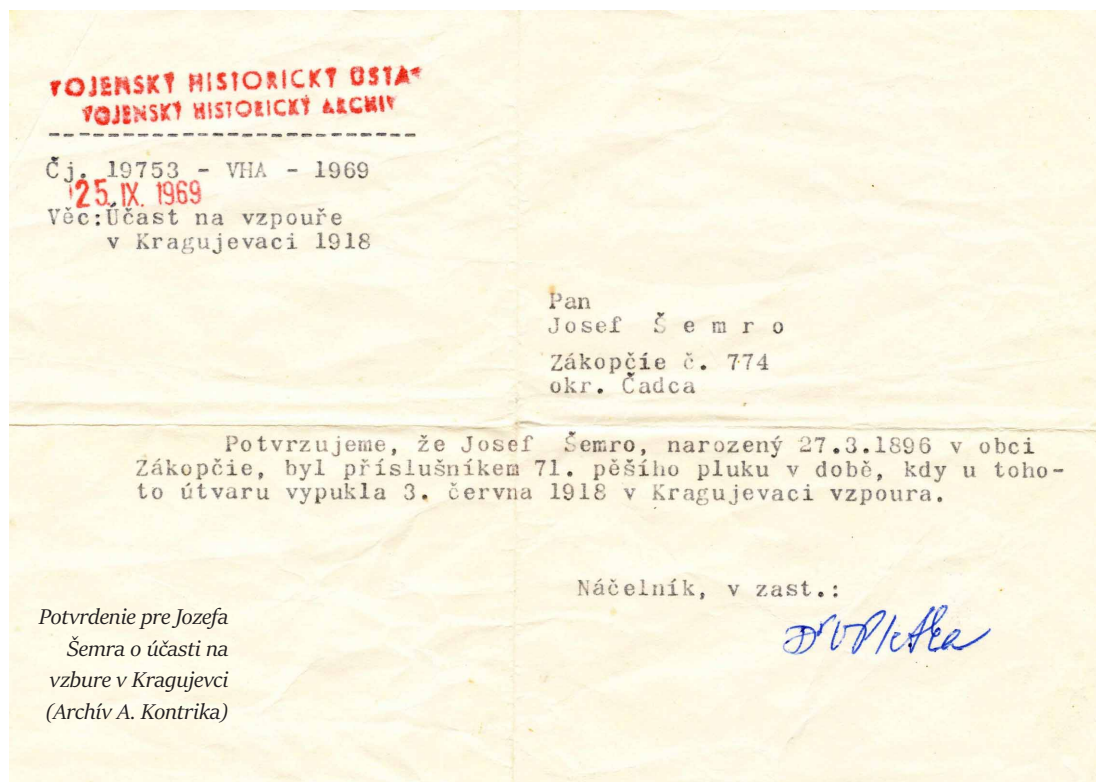 VOJENSKÝ HISTORICKÝ ÚSTAV
VOJENSKÝ HISTORICKÝ ARCHIV
Čj. 19753 - VHA - 1969
25. IX. 1969
Věc: Účast na vzpouře
v Kragujevaci 1918
Pan
Josef Š e m r o
Zákopčíe č. 774
okr. Čadca
Potvrzujeme, že Josef Šemro, narozený 27.3.1896 v obci
Zákopčie, byl příslušníkem 71. pěšího pluku v době, kdy u toho-
to útvaru vypukla 3. června 1918 v Kragujevaci vzpoura.
Náčelník, v zast.:
Potvrdenie pre Jozefa
Šemra o účasti na
vzbure v Kragujevci
(Archív A. Kontrika)